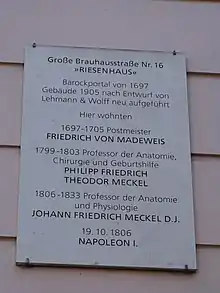 Große Brauhausstraße Nr. 16
»RIESENHAUS«
Barockportal von 1697
Gebäude 1905 nach Entwurf von
Lehmann & Wolff neu aufgeführt
Hier wohnten
1697-1705 Postmeister
FRIEDRICH VON MADEWEIS
1799-1803 Professor der Anatomie,
Chirurgie und Geburtshilfe
PHILIPP FRIEDRICH
THEODOR MECKEL
1806-1833 Professor der Anatomie
und Physiologie
JOHANN FRIEDRICH MECKEL D.J.
19. 10. 1806
NAPOLEON I.